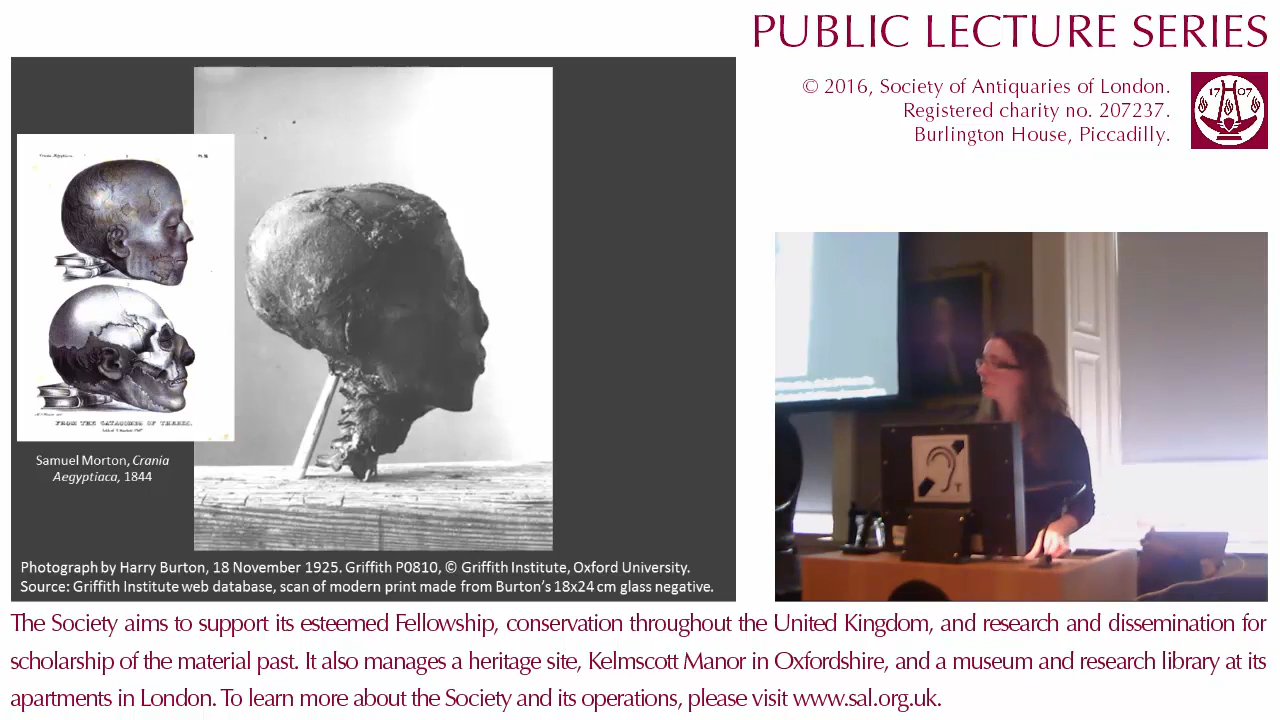 PUBLIC LECTURE SERIES
© 2016, Society of Antiquaries of London.
Registered charity no. 207237.
Burlington House, Piccadilly.
17 07
Crania Ægyptiaca.
FROM THE CATACOMBS OF THEBES.
Samuel Morton, Crania
Aegyptiaca, 1844
Photograph by Harry Burton, 18 November 1925. Griffith P0810, © Griffith Institute, Oxford University.
Source: Griffith Institute web database, scan of modern print made from Burton's 18x24 cm glass negative.
T
The Society aims to support its esteemed Fellowship, conservation throughout the United Kingdom, and research and dissemination for
scholarship of the material past. It also manages a heritage site, Kelmscott Manor in Oxfordshire, and a museum and research library at its
apartments in London. To learn more about the Society and its operations, please visit www.sal.org.uk.